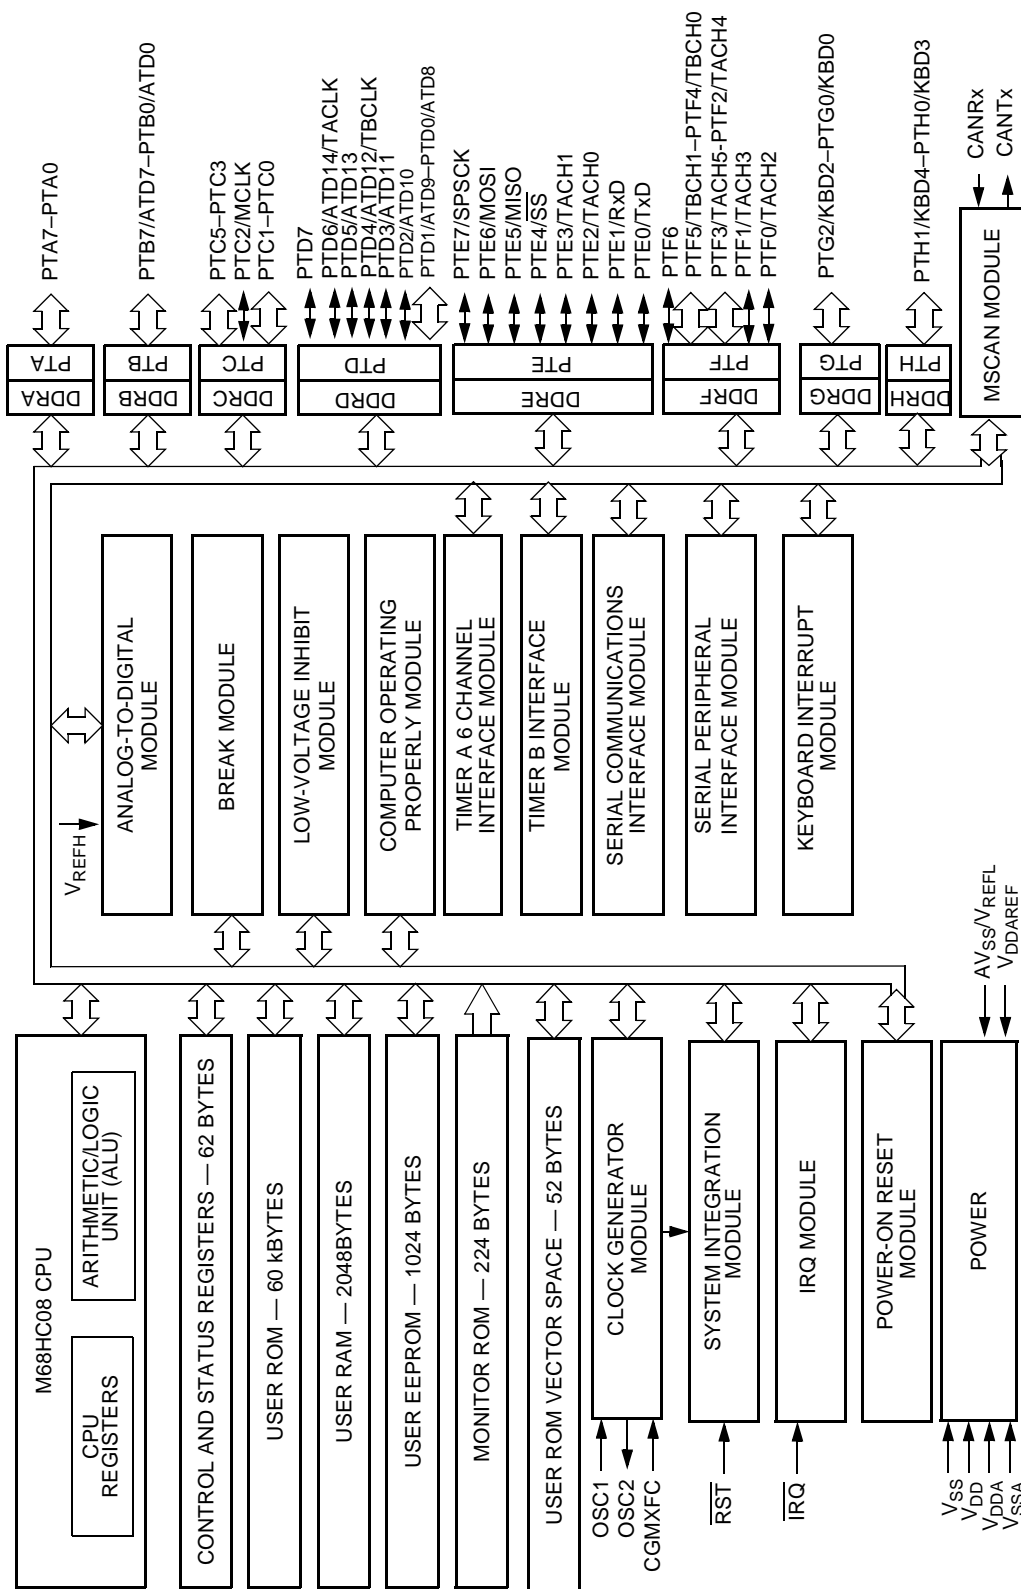 M68HC08 CPU
CPU
REGISTERS
ARITHMETIC/LOGIC
UNIT (ALU)
CONTROL AND STATUS REGISTERS — 62 BYTES
USER ROM — 60 kBYTES
USER RAM — 2048BYTES
USER EEPROM — 1024 BYTES
MONITOR ROM — 224 BYTES
USER ROM VECTOR SPACE — 52 BYTES
OSC1
OSC2
CGMXFC
CLOCK GENERATOR
MODULE
RST
SYSTEM INTEGRATION
MODULE
IRQ
IRQ MODULE
POWER-ON RESET
MODULE
VSS
VDD
VDDA
VSSA
POWER
AVSS/VREFL
VDDAREF
VREFH
ANALOG-TO-DIGITAL
MODULE
BREAK MODULE
LOW-VOLTAGE INHIBIT
MODULE
COMPUTER OPERATING
PROPERLY MODULE
TIMER A 6 CHANNEL
INTERFACE MODULE
TIMER B INTERFACE
MODULE
SERIAL COMMUNICATIONS
INTERFACE MODULE
SERIAL PERIPHERAL
INTERFACE MODULE
KEYBOARD INTERRUPT
MODULE
DDRA
PTA
PTA7–PTA0
DDRB
PTB
PTB7/ATD7–PTB0/ATD0
DDRC
PTC
PTC5–PTC3
PTC2/MCLK
PTC1–PTC0
DDRD
PTD
PTD7
PTD6/ATD14/TACLK
PTD5/ATD13
PTD4/ATD12/TBCLK
PTD3/ATD11
PTD2/ATD10
PTD1/ATD9–PTD0/ATD8
DDRE
PTE
PTE7/SPSCK
PTE6/MOSI
PTE5/MISO
PTE4/SS
PTE3/TACH1
PTE2/TACH0
PTE1/RxD
PTE0/TxD
DDRF
PTF
PTF6
PTF5/TBCH1–PTF4/TBCH0
PTF3/TACH5-PTF2/TACH4
PTF1/TACH3
PTF0/TACH2
DDRG
PTG
PTG2/KBD2–PTG0/KBD0
DDRH
PTH
PTH1/KBD4–PTH0/KBD3
MSCAN MODULE
CANRx
CANTx